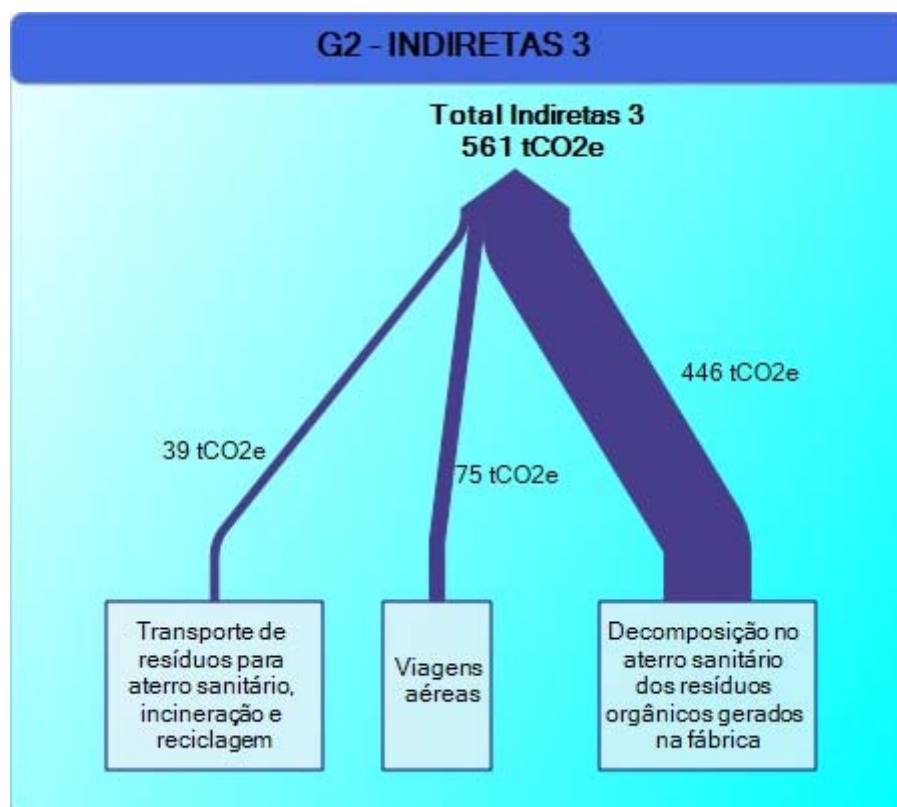 G2 - INDIRETAS 3
Total Indiretas 3
561 tCO2e
446 tCO2e
39 tCO2e
75 tCO2e
Transporte de
resíduos para
aterro sanitário,
incineração e
reciclagem
Viagens
aéreas
Decomposição no
aterro sanitário
dos resíduos
orgânicos gerados
na fábrica